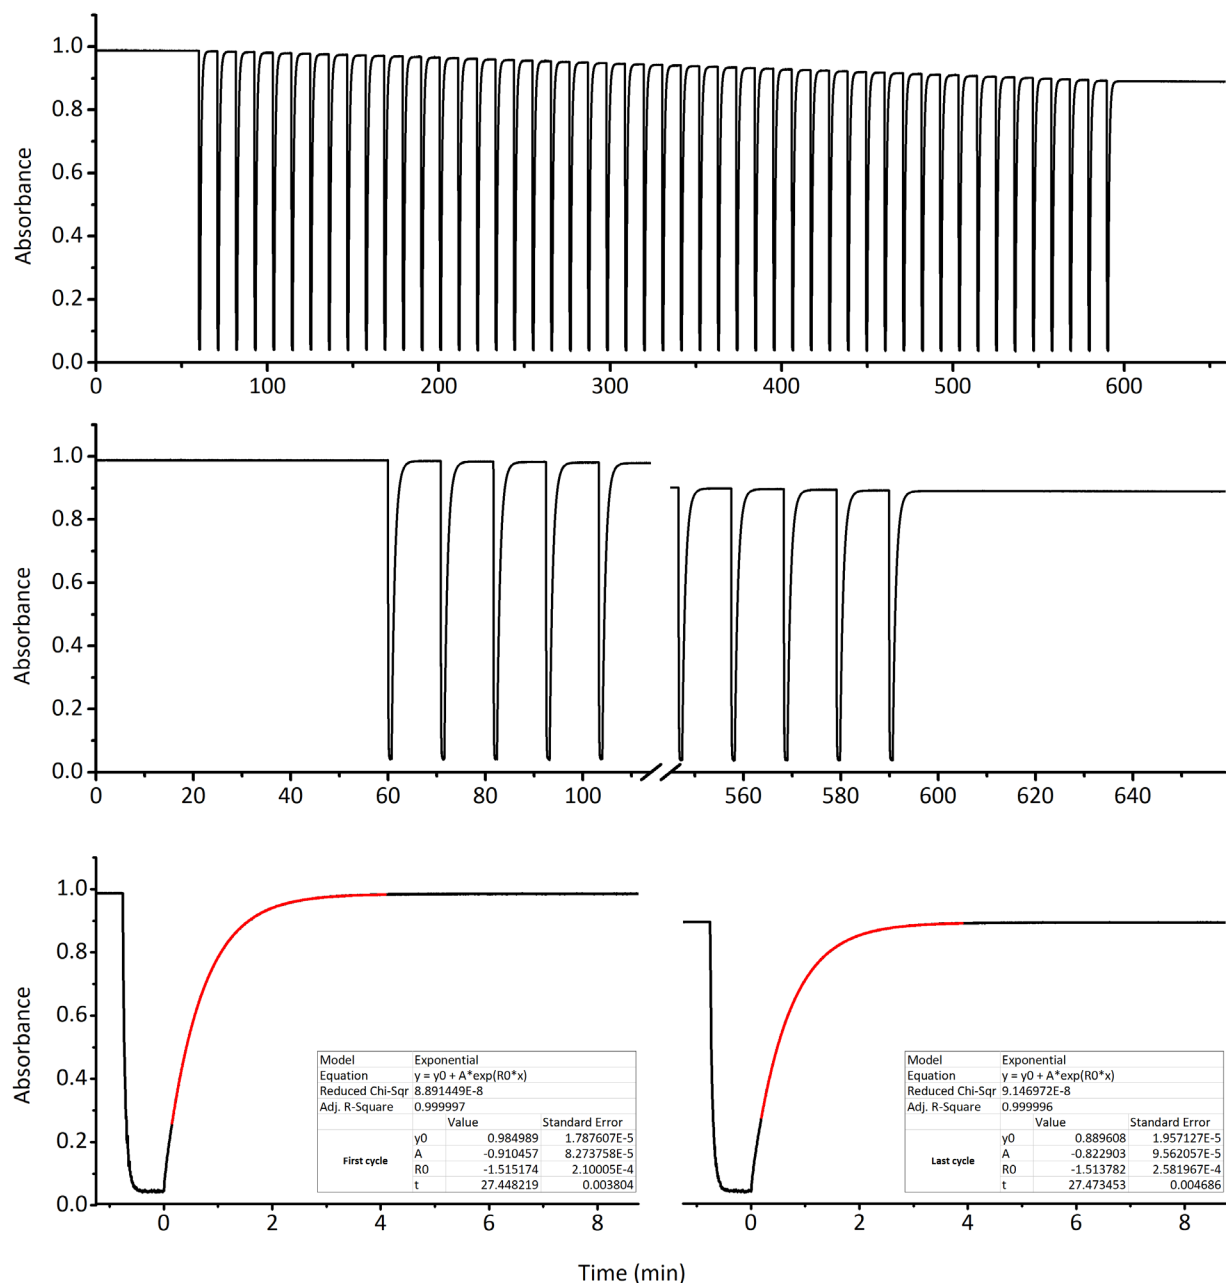 Absorbance
1.0
0.8
0.6
0.4
0.2
0.0
0 100 200 300 400 500 600
Absorbance
1.0
0.8
0.6
0.4
0.2
0.0
0 20 40 60 80 100 560 580 600 620 640
Absorbance
1.0
0.8
0.6
0.4
0.2
0.0
Model Exponential
Equation y = y0 + A*exp(R0*x)
Reduced Chi-Sqr 8.891449E-8
Adj. R-Square 0.999997
Value Standard Error
First cycle
y0 0.984989 1.787607E-5
A -0.910457 8.273758E-5
R0 -1.515174 2.10005E-4
t 27.448219 0.003804
0 2 4 6 8
Model Exponential
Equation y = y0 + A*exp(R0*x)
Reduced Chi-Sqr 9.146972E-8
Adj. R-Square 0.999996
Value Standard Error
Last cycle
y0 0.889608 1.957127E-5
A -0.822903 9.562057E-5
R0 -1.513782 2.581967E-4
t 27.473453 0.004686
0 2 4 6 8
Time (min)